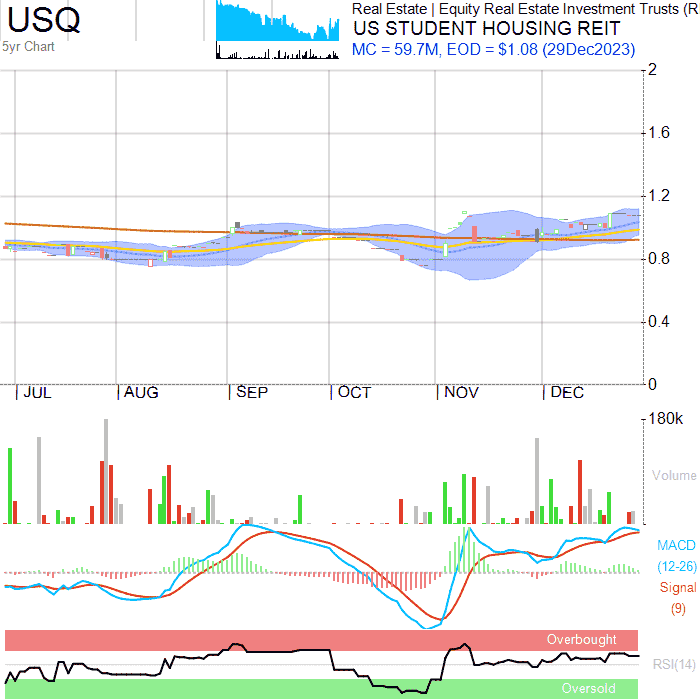 USQ
5yr Chart
Real Estate | Equity Real Estate Investment Trusts (R
US STUDENT HOUSING REIT
MC = 59.7M, EOD = $1.08 (29Dec2023)
2
1.6
1.2
0.8
0.4
0
JUL AUG SEP OCT NOV DEC
180k
Volume
MACD
(12-26)
Signal
(9)
Overbought
RSI(14)
Oversold